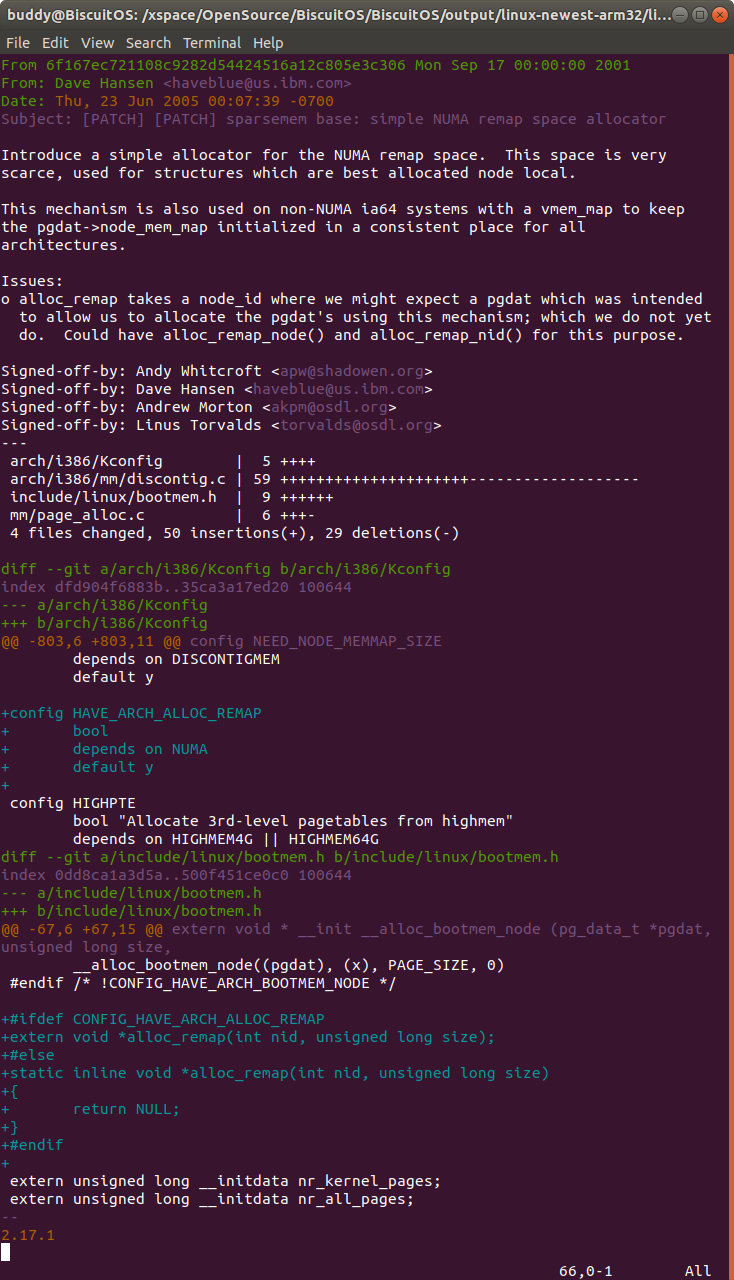 buddy@BiscuitOS: /xspace/OpenSource/BiscuitOS/BiscuitOS/output/linux-newest-arm32/li...
File Edit View Search Terminal Help
From 6f167ec721108c9282d54424516a12c805e3c306 Mon Sep 17 00:00:00 2001
From: Dave Hansen <haveblue@us.ibm.com>
Date: Thu, 23 Jun 2005 00:07:39 -0700
Subject: [PATCH] [PATCH] sparsemem base: simple NUMA remap space allocator

Introduce a simple allocator for the NUMA remap space.  This space is very
scarce, used for structures which are best allocated node local.

This mechanism is also used on non-NUMA ia64 systems with a vmem_map to keep
the pgdat->node_mem_map initialized in a consistent place for all
architectures.

Issues:
o alloc_remap takes a node_id where we might expect a pgdat which was intended
  to allow us to allocate the pgdat's using this mechanism; which we do not yet
  do.  Could have alloc_remap_node() and alloc_remap_nid() for this purpose.

Signed-off-by: Andy Whitcroft <apw@shadowen.org>
Signed-off-by: Dave Hansen <haveblue@us.ibm.com>
Signed-off-by: Andrew Morton <akpm@osdl.org>
Signed-off-by: Linus Torvalds <torvalds@osdl.org>
---
 arch/i386/Kconfig        |  5 ++++
 arch/i386/mm/discontig.c | 59 +++++++++++++++++++++-------------------
 include/linux/bootmem.h  |  9 ++++++
 mm/page_alloc.c          |  6 +++-
 4 files changed, 50 insertions(+), 29 deletions(-)

diff --git a/arch/i386/Kconfig b/arch/i386/Kconfig
index dfd904f6883b..35ca3a17ed20 100644
--- a/arch/i386/Kconfig
+++ b/arch/i386/Kconfig
@@ -803,6 +803,11 @@ config NEED_NODE_MEMMAP_SIZE
        depends on DISCONTIGMEM
        default y

+config HAVE_ARCH_ALLOC_REMAP
+       bool
+       depends on NUMA
+       default y
+
 config HIGHPTE
        bool "Allocate 3rd-level pagetables from highmem"
        depends on HIGHMEM4G || HIGHMEM64G
diff --git a/include/linux/bootmem.h b/include/linux/bootmem.h
index 0dd8ca1a3d5a..500f451ce0c0 100644
--- a/include/linux/bootmem.h
+++ b/include/linux/bootmem.h
@@ -67,6 +67,15 @@ extern void * __init __alloc_bootmem_node (pg_data_t *pgdat,
unsigned long size,
        __alloc_bootmem_node((pgdat), (x), PAGE_SIZE, 0)
 #endif /* !CONFIG_HAVE_ARCH_BOOTMEM_NODE */

+#ifdef CONFIG_HAVE_ARCH_ALLOC_REMAP
+extern void *alloc_remap(int nid, unsigned long size);
+#else
+static inline void *alloc_remap(int nid, unsigned long size)
+{
+       return NULL;
+}
+#endif
+
 extern unsigned long __initdata nr_kernel_pages;
 extern unsigned long __initdata nr_all_pages;
--
2.17.1
66,0-1        All